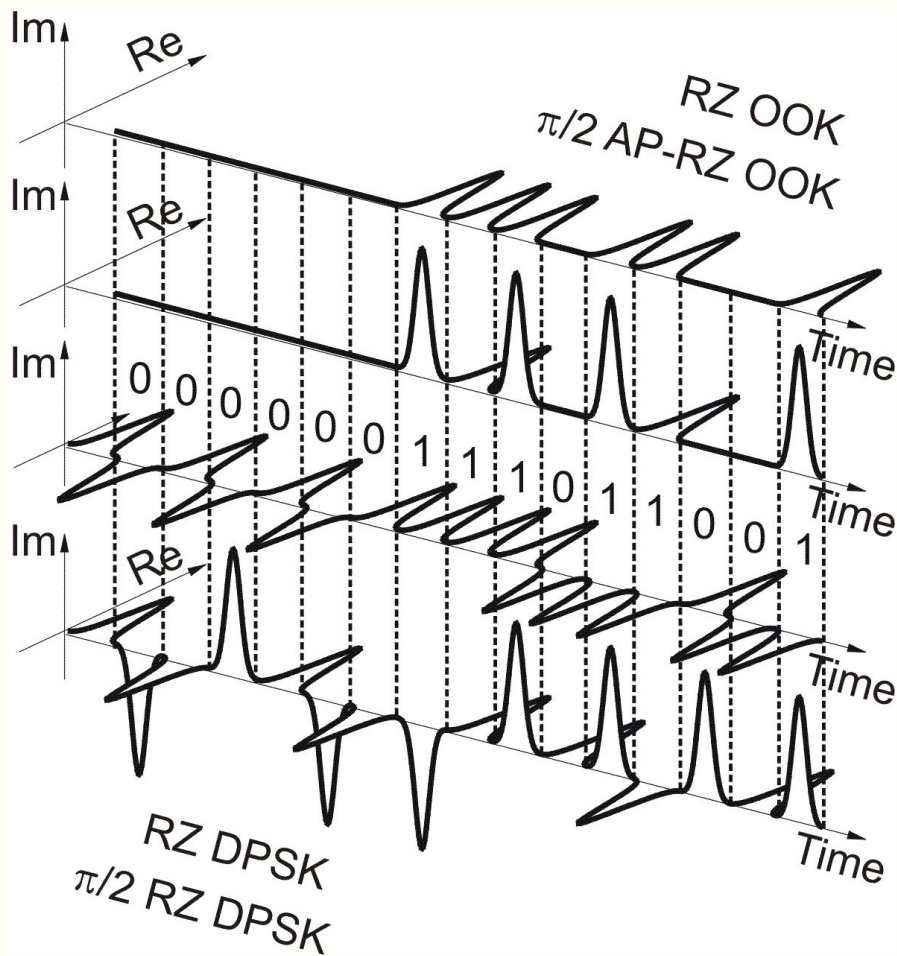 Im
Re
RZ OOK
π/2 AP-RZ OOK
Im
Re
Time
Im
0 0 0 0 0 0 1 1 1 0 1 1 0 0 1
Time
Im
Re
Time
Time
RZ DPSK
π/2 RZ DPSK